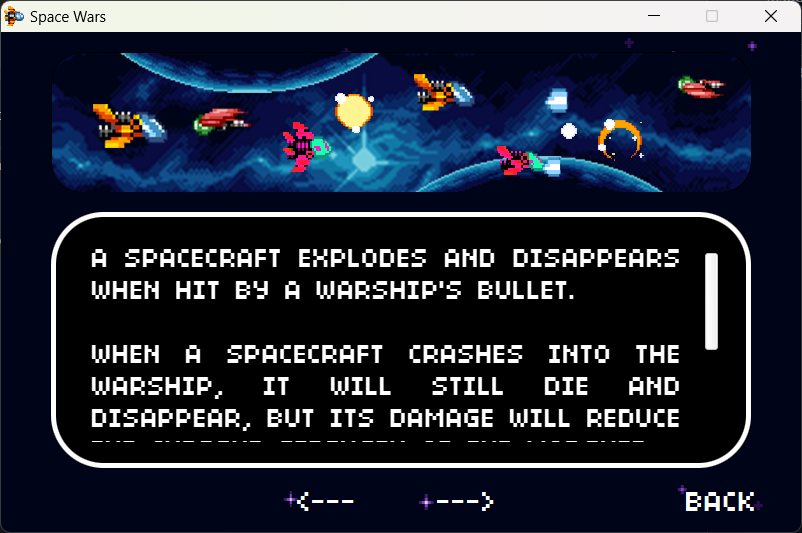 Space Wars
A SPACECRAFT EXPLODES AND DISAPPEARS
WHEN HIT BY A WARSHIP'S BULLET.
WHEN A SPACECRAFT CRASHES INTO THE
WARSHIP, IT WILL STILL DIE AND
DISAPPEAR, BUT ITS DAMAGE WILL REDUCE
<--- ---> BACK